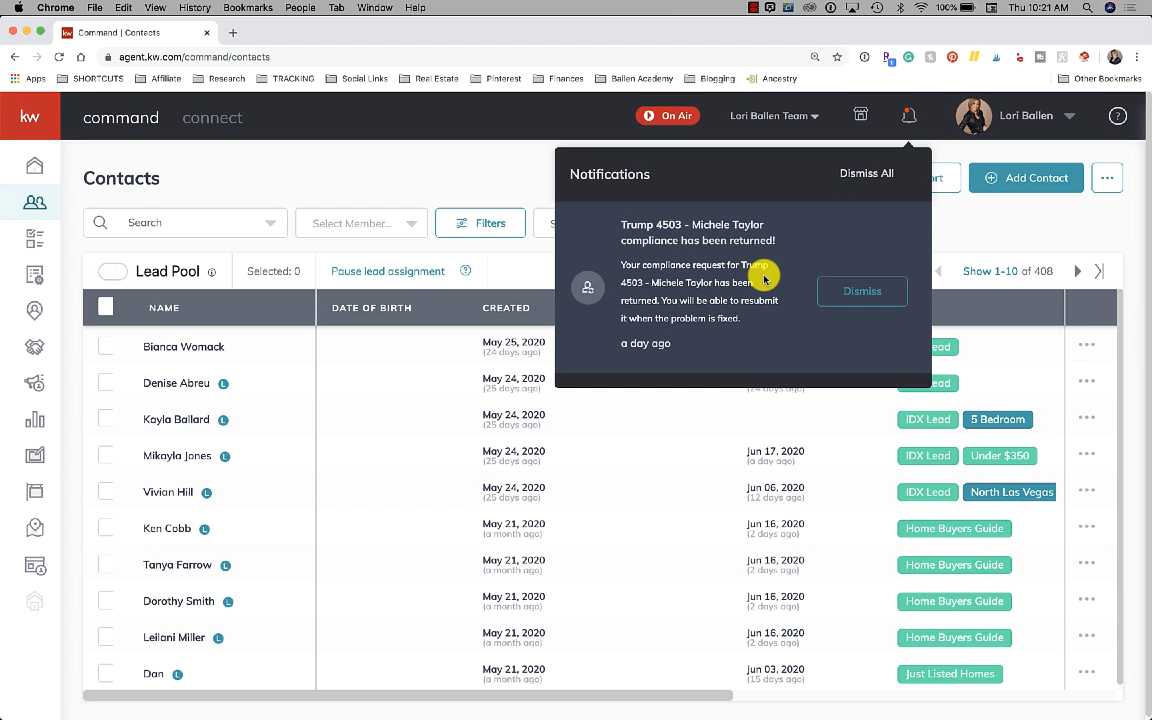 Chrome File Edit View History Bookmarks People Tab Window Help 100% Thu 10:21 AM
Command | Contacts
agent.kw.com/command/contacts
Apps SHORTCUTS Affiliate Research TRACKING Social Links Real Estate Pinterest Finances Ballen Academy Blogging Ancestry Other Bookmarks
kw command connect On Air Lori Ballen Team Lori Ballen ?
Contacts
Notifications Dismiss All
ort Add Contact
Search Select Member... Filters S
Trump 4503 - Michele Taylor
compliance has been returned!
Your compliance request for Trump
4503 - Michele Taylor has been
returned. You will be able to resubmit
it when the problem is fixed.
a day ago
Dismiss
Lead Pool Selected: 0 Pause lead assignment ? Show 1-10 of 408
NAME DATE OF BIRTH CREATED
Bianca Womack May 25, 2020 ead
(24 days ago)
Denise Abreu L May 24, 2020 ead
(25 days ago) (24 days ago)
Kayla Ballard L May 24, 2020 IDX Lead 5 Bedroom
(25 days ago)
Mikayla Jones L May 24, 2020 Jun 17, 2020 IDX Lead Under $350
(25 days ago) (a day ago)
Vivian Hill L May 24, 2020 Jun 06, 2020 IDX Lead North Las Vegas
(25 days ago) (12 days ago)
Ken Cobb L May 21, 2020 Jun 16, 2020 Home Buyers Guide
(a month ago) (2 days ago)
Tanya Farrow L May 21, 2020 Jun 16, 2020 Home Buyers Guide
(a month ago) (2 days ago)
Dorothy Smith L May 21, 2020 Jun 16, 2020 Home Buyers Guide
(a month ago) (2 days ago)
Leilani Miller L May 21, 2020 Jun 16, 2020 Home Buyers Guide
(a month ago) (2 days ago)
Dan L May 21, 2020 Jun 03, 2020 Just Listed Homes
(a month ago) (15 days ago)